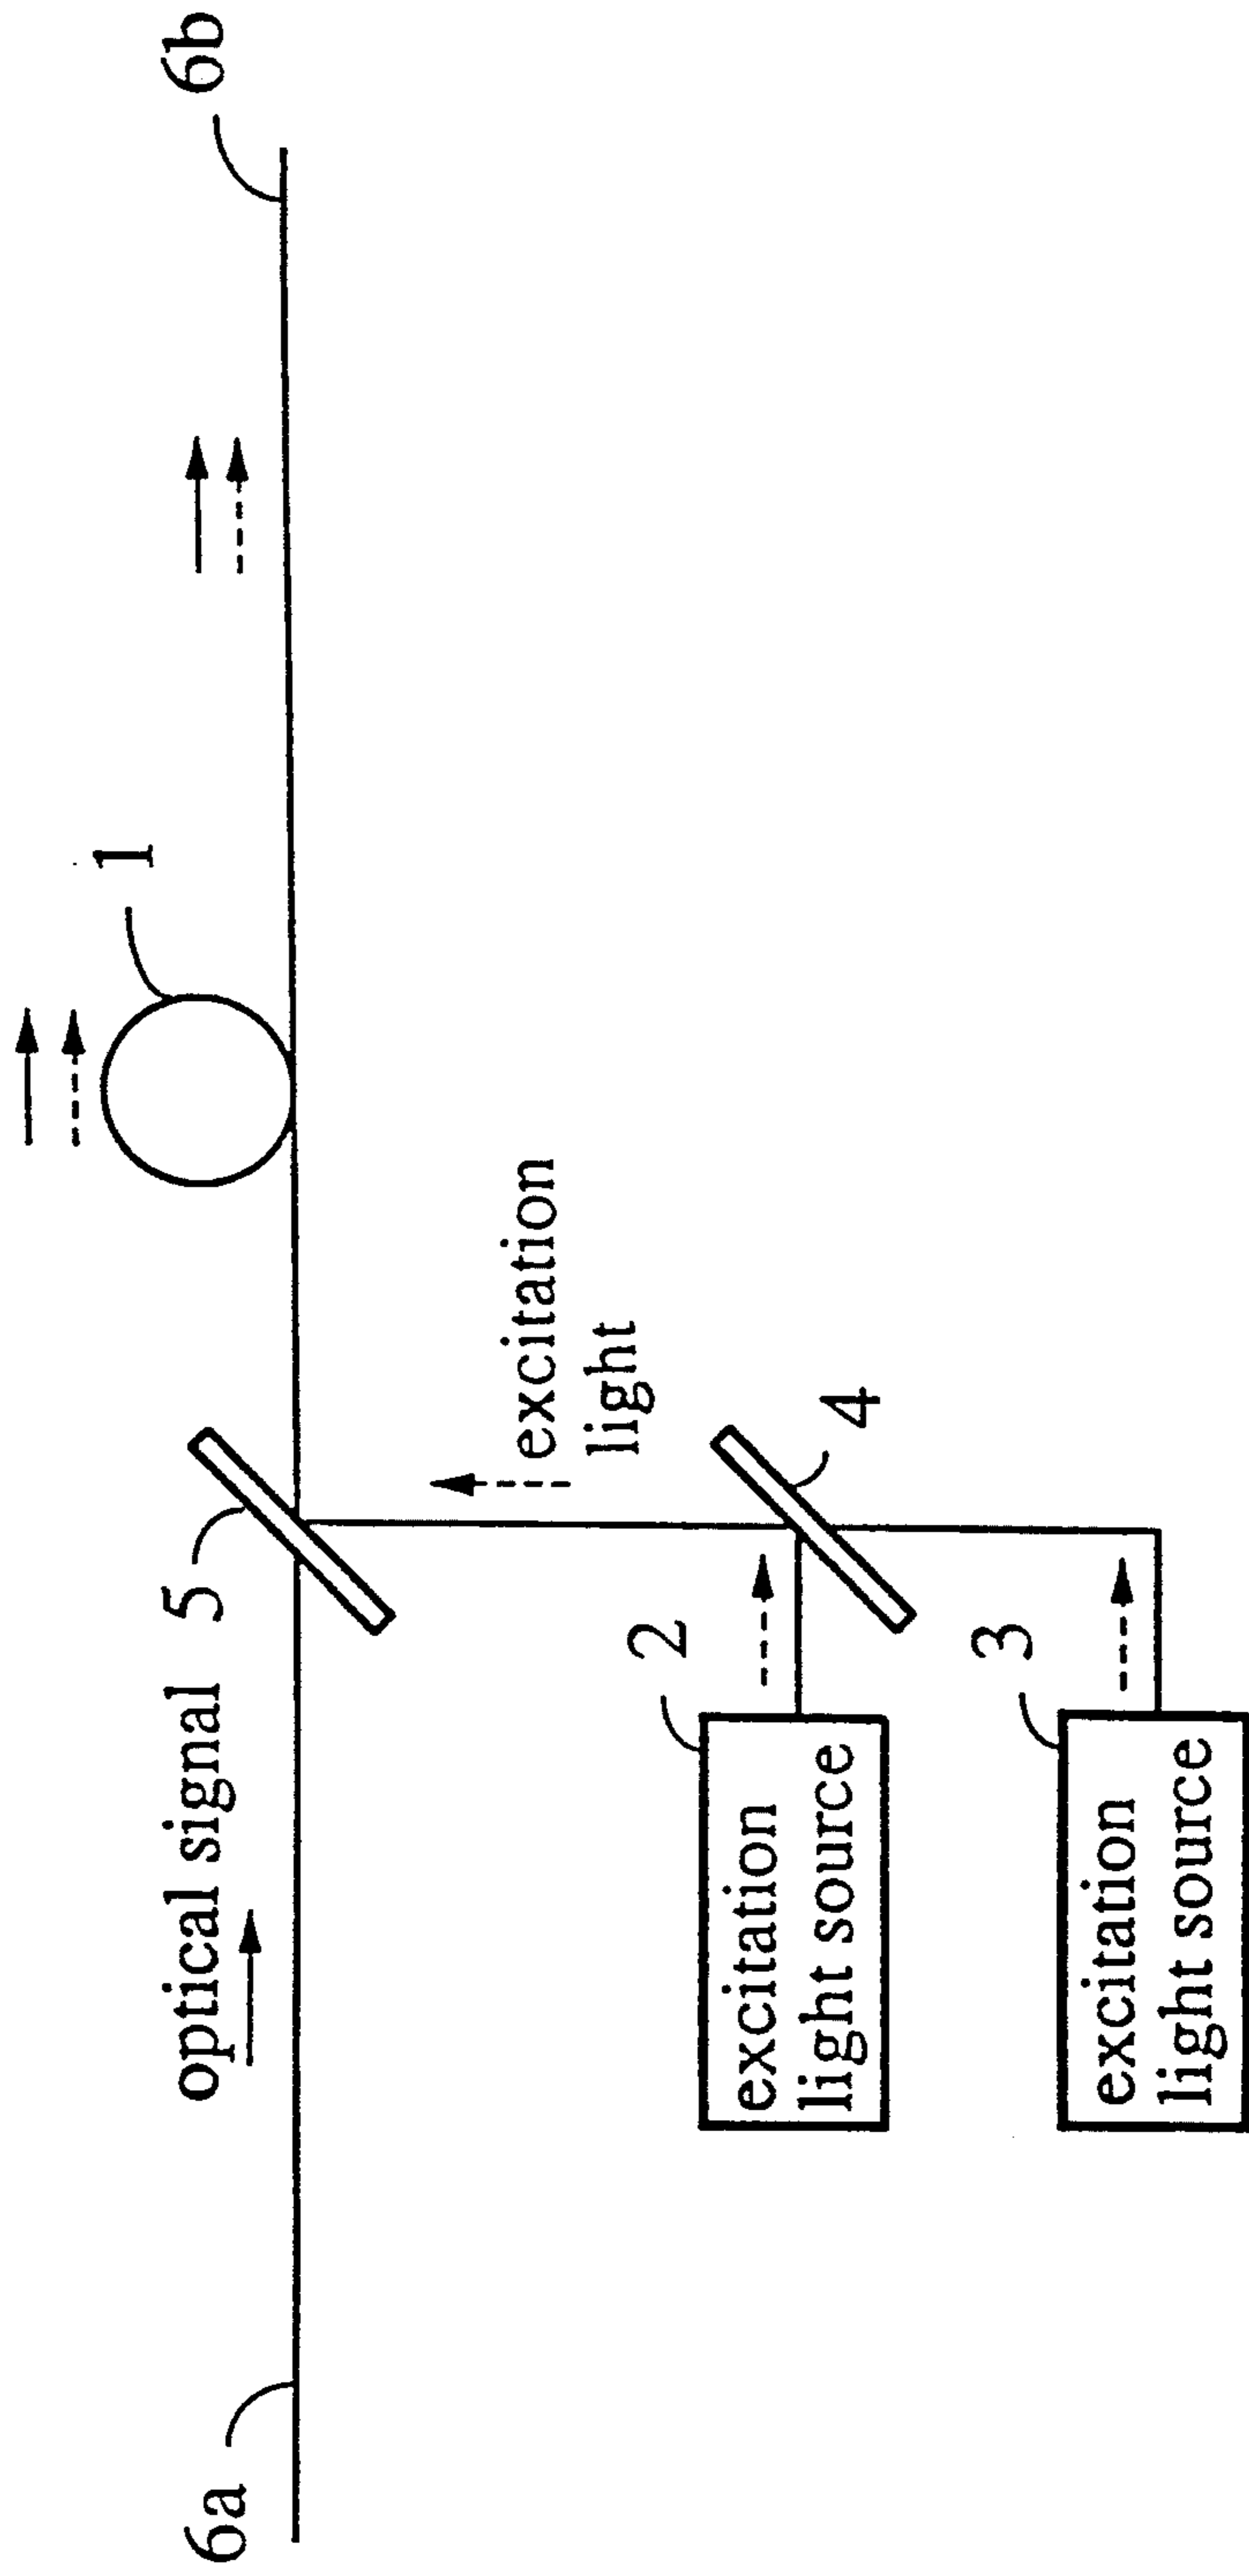 1
6b
optical signal
5
6a
excitation
light
2
4
excitation
light source
3
excitation
light source